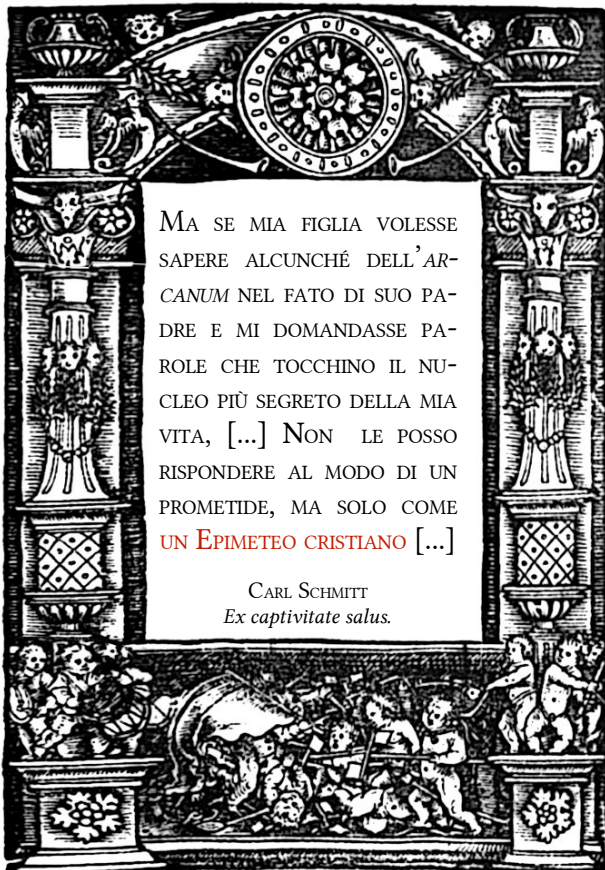 Ma se mia figlia volesse
sapere alcunché dell'ar-
canum nel fato di suo pa-
dre e mi domandasse pa-
role che tocchino il nu-
cleo più segreto della mia
vita, [...] Non le posso
rispondere al modo di un
prometide, ma solo come
un Epimeteo cristiano [...]
Carl Schmitt
Ex captivitate salus.